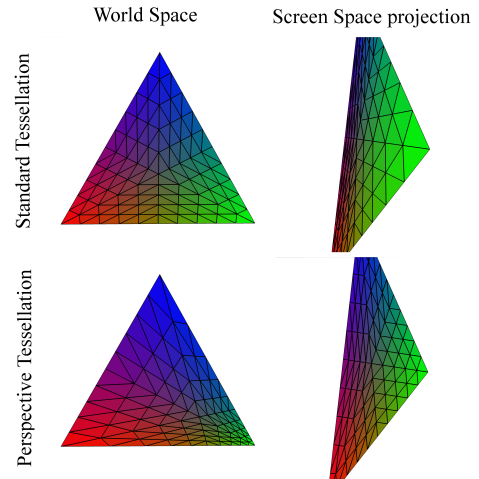 World Space
Screen Space projection
Standard Tessellation
Perspective Tessellation